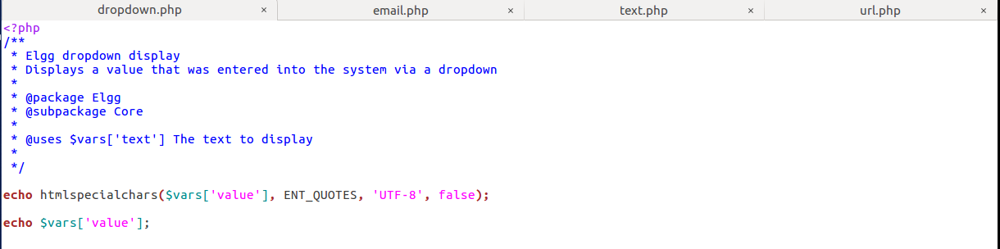 dropdown.php × email.php × text.php × url.php ×
<?php
/**
 * Elgg dropdown display
 * Displays a value that was entered into the system via a dropdown
 *
 * @package Elgg
 * @subpackage Core
 *
 * @uses $vars['text'] The text to display
 *
 */
echo htmlspecialchars($vars['value'], ENT_QUOTES, 'UTF-8', false);
echo $vars['value'];